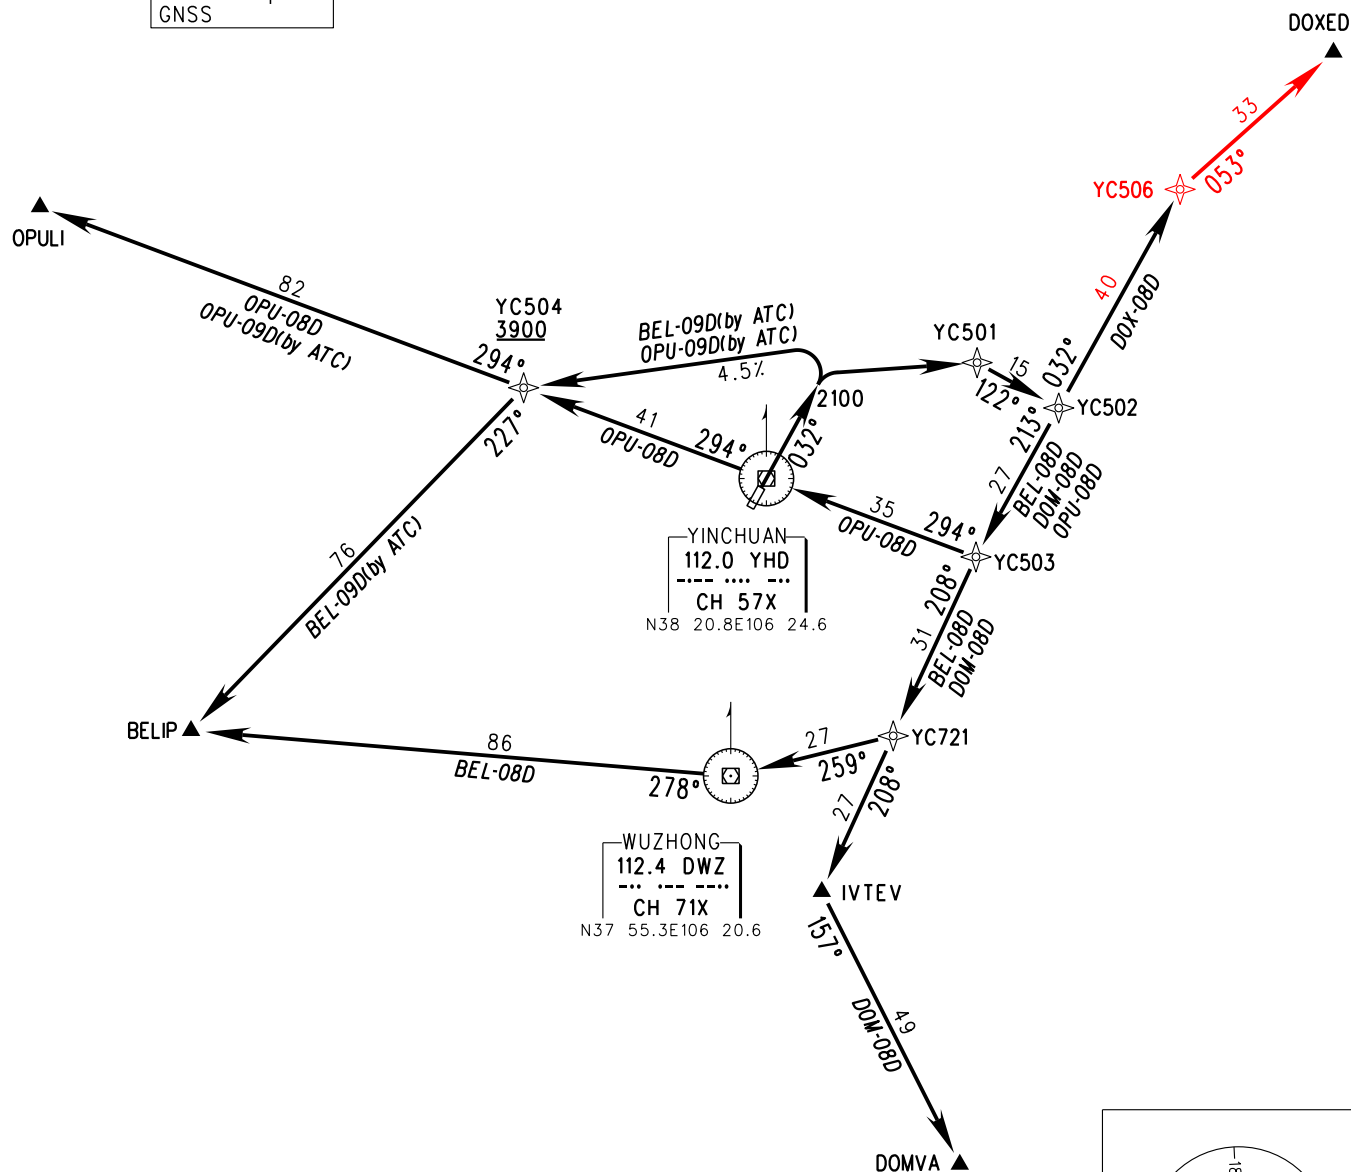 GNSS
DOXED
33
053°
YC506
OPULI
82
OPU-08D
OPU-09D(by ATC)
YC504
3900
294°
227°
BEL-09D(by ATC)
OPU-09D(by ATC)
4.5%
2100
YC501
15
122°
40
DOX-08D
032°
YC502
213°
27
BEL-08D
DOM-08D
OPU-08D
41
OPU-08D
294°
032°
35
OPU-08D
294°
YC503
YINCHUAN
112.0 YHD
-.-- .... -..
CH 57X
N38 20.8E106 24.6
208°
31
BEL-08D
DOM-08D
76
BEL-09D(by ATC)
BELIP
86
BEL-08D
278°
27
259°
YC721
208°
27
WUZHONG
112.4 DWZ
-.. .-- --..
CH 71X
N37 55.3E106 20.6
IVTEV
157°
49
DOM-08D
DOMVA